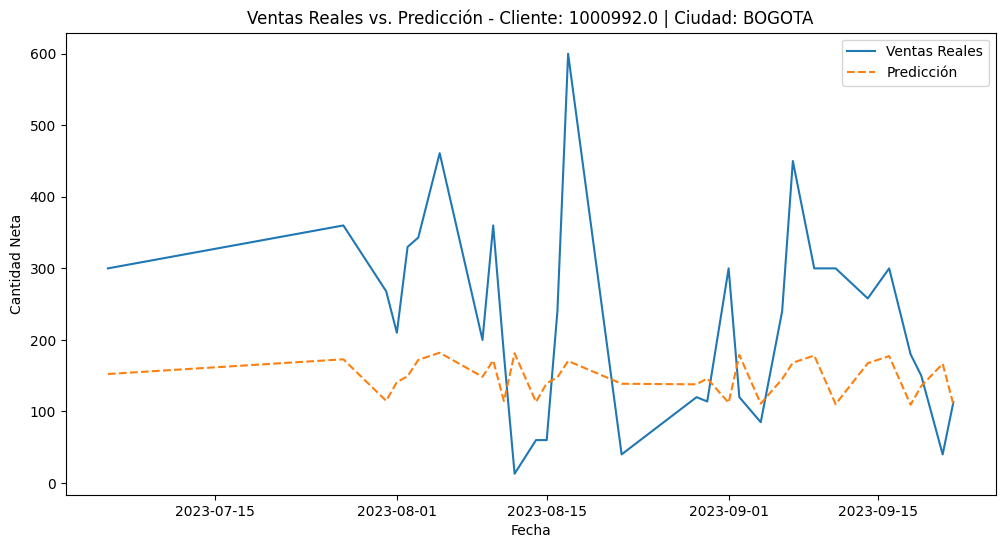 Ventas Reales vs. Predicción - Cliente: 1000992.0 | Ciudad: BOGOTA
Ventas Reales
Predicción
Cantidad Neta
600
500
400
300
200
100
0
2023-07-15
2023-08-01
2023-08-15
2023-09-01
2023-09-15
Fecha